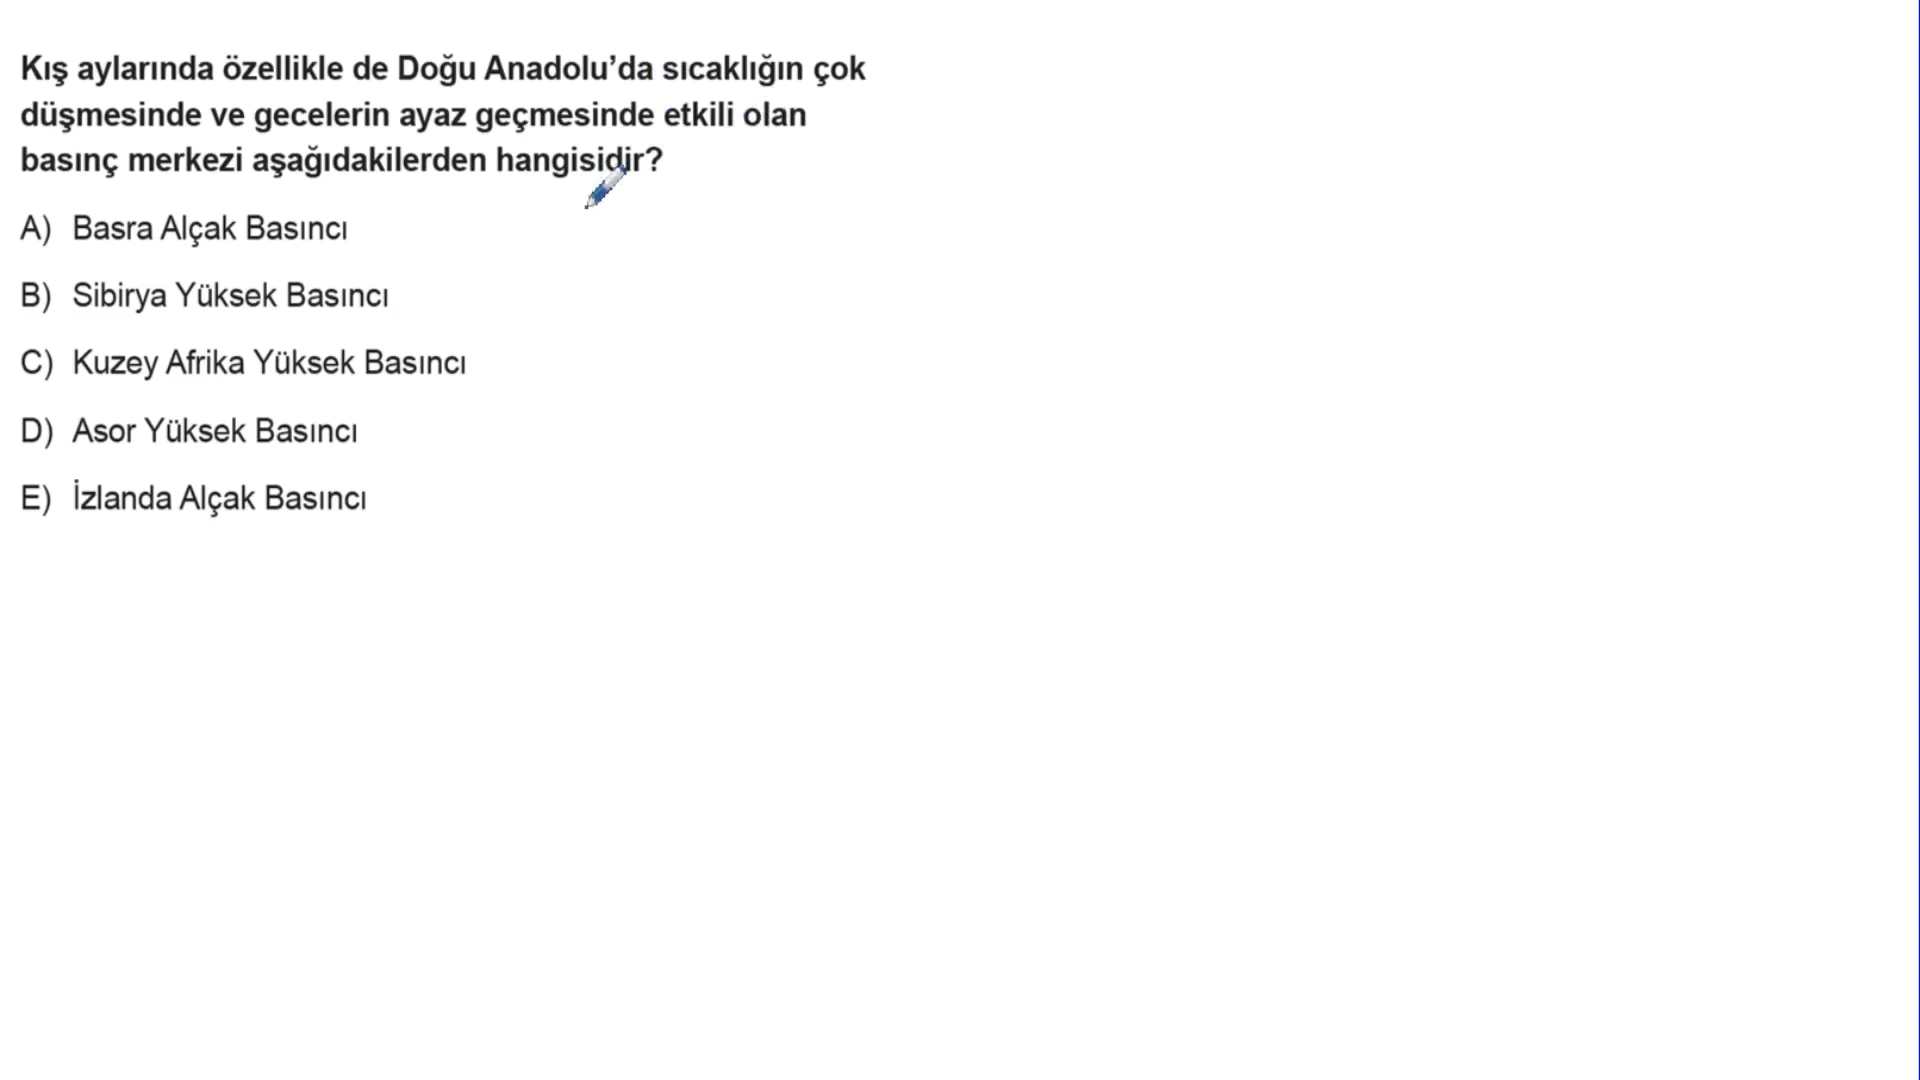 Kış aylarında özellikle de Doğu Anadolu’da sıcaklığın çok
düşmesinde ve gecelerin ayaz geçmesinde etkili olan
basınç merkezi aşağıdakilerden hangisidir?
A) Basra Alçak Basıncı
B) Sibirya Yüksek Basıncı
C) Kuzey Afrika Yüksek Basıncı
D) Asor Yüksek Basıncı
E) İzlanda Alçak Basıncı